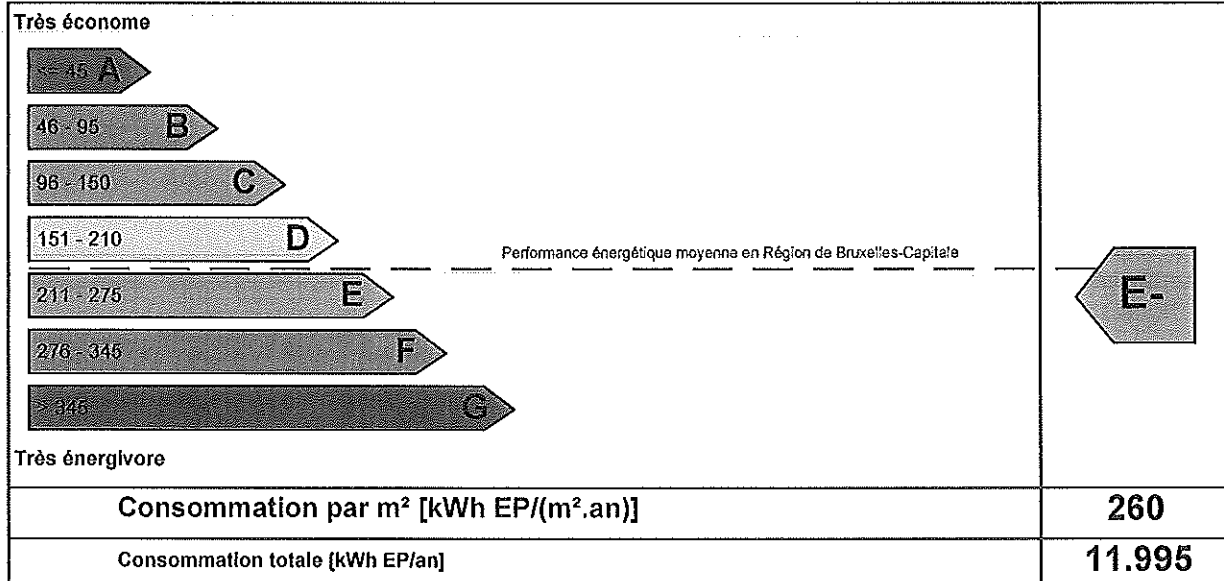 Très économe
<= 45 A
46 - 95 B
96 - 150 C
151 - 210 D
Performance énergétique moyenne en Région de Bruxelles-Capitale
211 - 275 E
E-
276 - 345 F
> 345 G
Très énergivore
Consommation par m² [kWh EP/(m².an)] 260
Consommation totale [kWh EP/an] 11.995